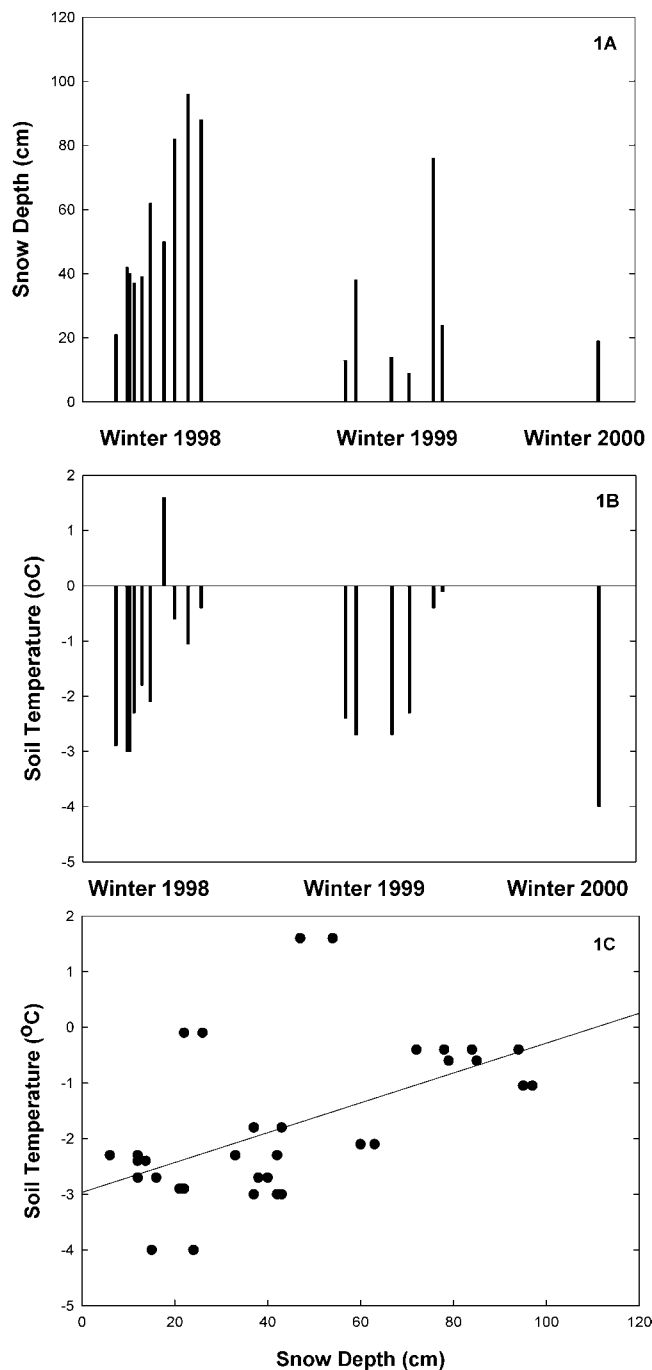 120
1A
100
80
60
40
20
0
Snow Depth (cm)
Winter 1998 Winter 1999 Winter 2000
2
1B
1
0
-1
-2
-3
-4
-5
Soil Temperature (oC)
Winter 1998 Winter 1999 Winter 2000
2
1C
1
0
-1
-2
-3
-4
-5
Soil Temperature (ºC)
0 20 40 60 80 100 120
Snow Depth (cm)